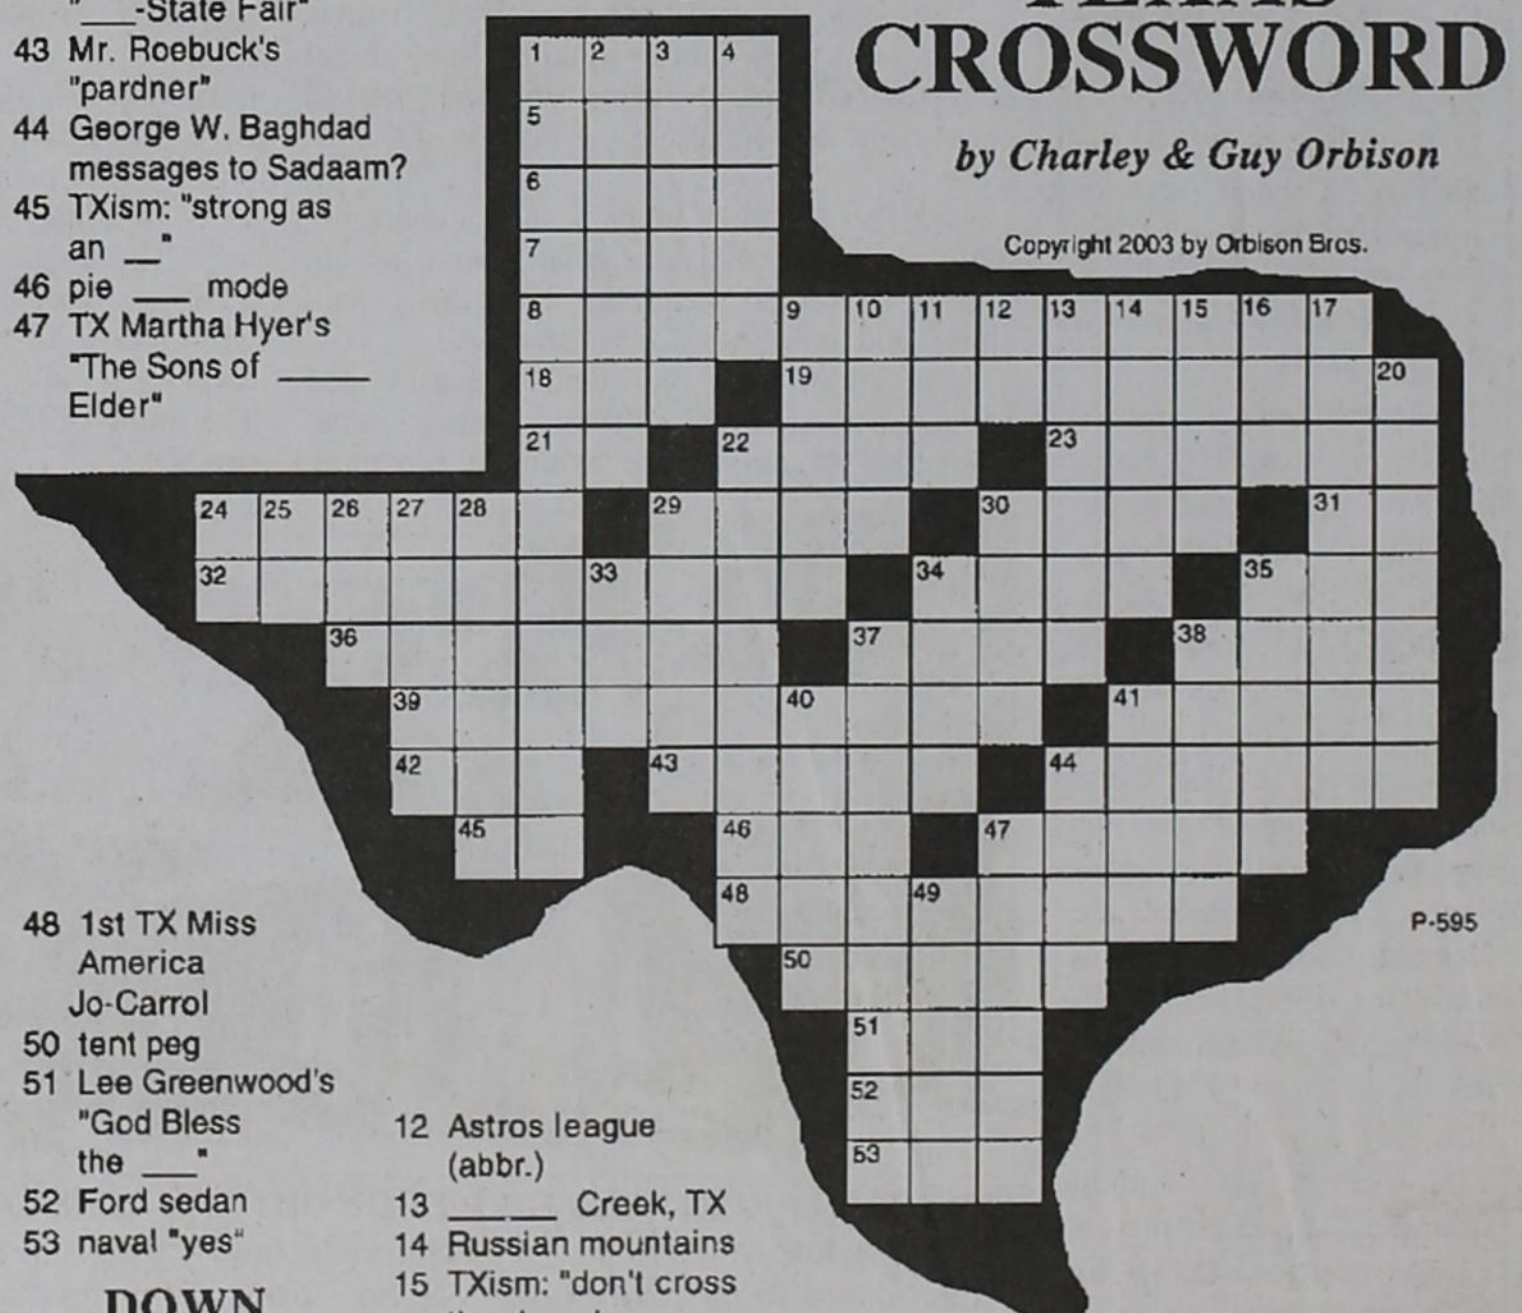 "___-State Fair"
43 Mr. Roebuck's
"pardner"
44 George W. Baghdad
messages to Sadaam?
45 TXism: "strong as
an __"
46 pie ___ mode
47 TX Martha Hyer's
"The Sons of _____
Elder"
48 1st TX Miss
America
Jo-Carrol
50 tent peg
51 Lee Greenwood's
"God Bless
the ___"
52 Ford sedan
53 naval "yes"
DOWN
12 Astros league
(abbr.)
13 ___ ___ Creek, TX
14 Russian mountains
15 TXism: "don't cross
TEXAS
CROSSWORD
by Charley & Guy Orbison
Copyright 2003 by Orbison Bros.
1 2 3 4
5
6
7
8 9 10 11 12 13 14 15 16 17
18 19 20
21 22 23
24 25 26 27 28 29 30 31
32 33 34 35
36 37 38
39 40 41
42 43 44
45 46 47
48 49
50
51
52
53
P-595